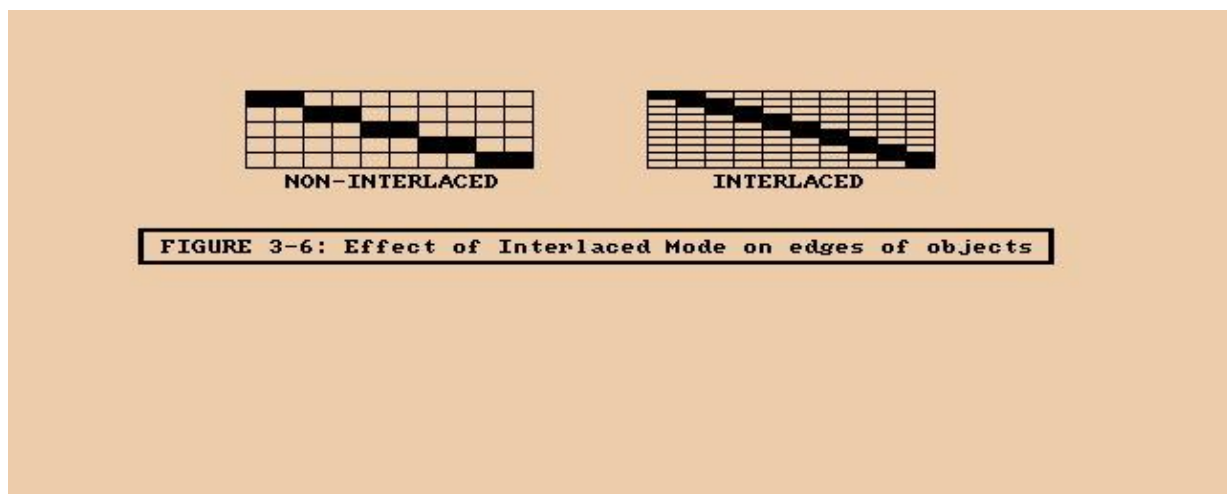 NON-INTERLACED INTERLACED
FIGURE 3-6: Effect of Interlaced Mode on edges of objects